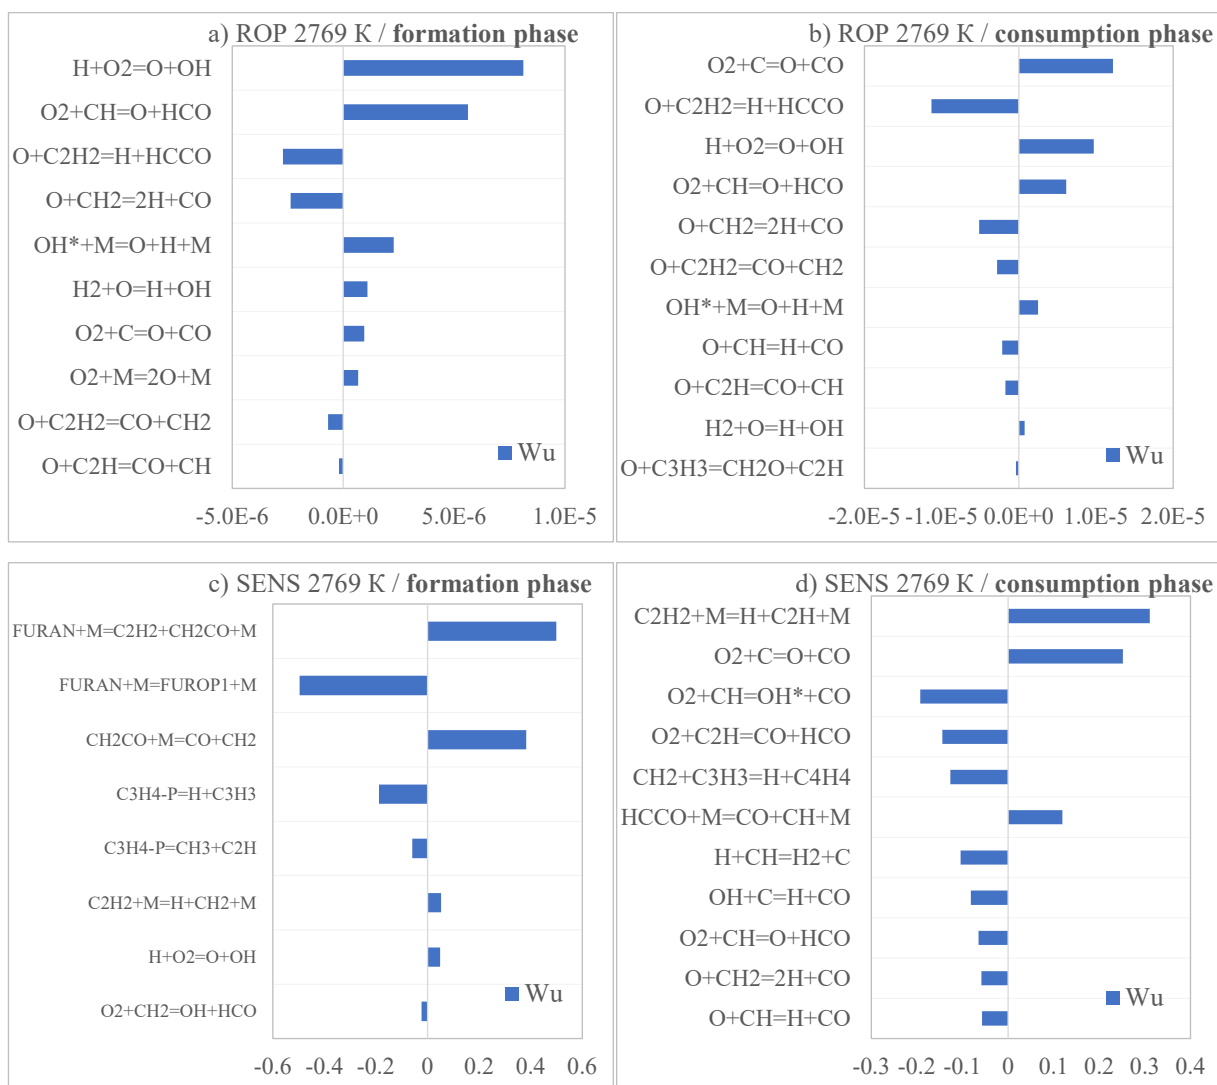 a) ROP 2769 K / formation phase
H+O2=O+OH
O2+CH=O+HCO
O+C2H2=H+HCCO
O+CH2=2H+CO
OH*+M=O+H+M
H2+O=H+OH
O2+C=O+CO
O2+M=2O+M
O+C2H2=CO+CH2
O+C2H=CO+CH
Wu
-5.0E-6 0.0E+0 5.0E-6 1.0E-5
b) ROP 2769 K / consumption phase
O2+C=O+CO
O+C2H2=H+HCCO
H+O2=O+OH
O2+CH=O+HCO
O+CH2=2H+CO
O+C2H2=CO+CH2
OH*+M=O+H+M
O+CH=H+CO
O+C2H=CO+CH
H2+O=H+OH
O+C3H3=CH2O+C2H
Wu
-2.0E-5 -1.0E-5 0.0E+0 1.0E-5 2.0E-5
c) SENS 2769 K / formation phase
FURAN+M=C2H2+CH2CO+M
FURAN+M=FUROP1+M
CH2CO+M=CO+CH2
C3H4-P=H+C3H3
C3H4-P=CH3+C2H
C2H2+M=H+CH2+M
H+O2=O+OH
O2+CH2=OH+HCO
Wu
-0.6 -0.4 -0.2 0 0.2 0.4 0.6
d) SENS 2769 K / consumption phase
C2H2+M=H+C2H+M
O2+C=O+CO
O2+CH=OH*+CO
O2+C2H=CO+HCO
CH2+C3H3=H+C4H4
HCCO+M=CO+CH+M
H+CH=H2+C
OH+C=H+CO
O2+CH=O+HCO
O+CH2=2H+CO
O+CH=H+CO
Wu
-0.3 -0.2 -0.1 0 0.1 0.2 0.3 0.4